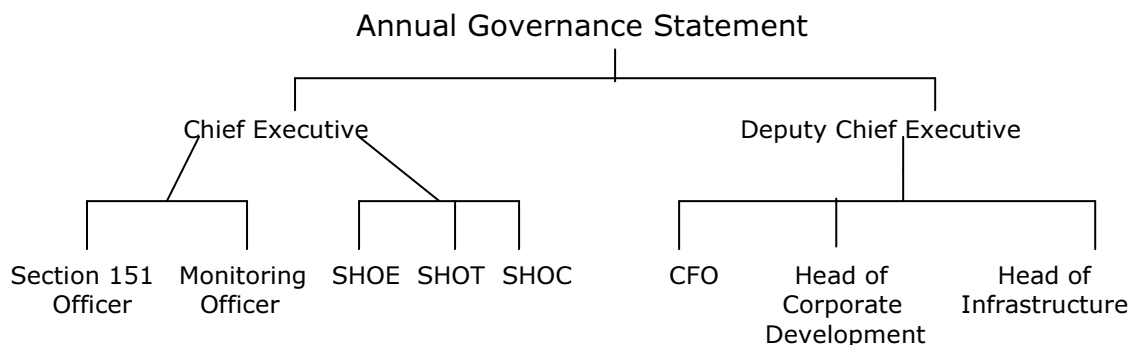 Annual Governance Statement
Chief Executive
Deputy Chief Executive
Section 151
Officer
Monitoring
Officer
SHOE
SHOT
SHOC
CFO
Head of
Corporate
Development
Head of
Infrastructure